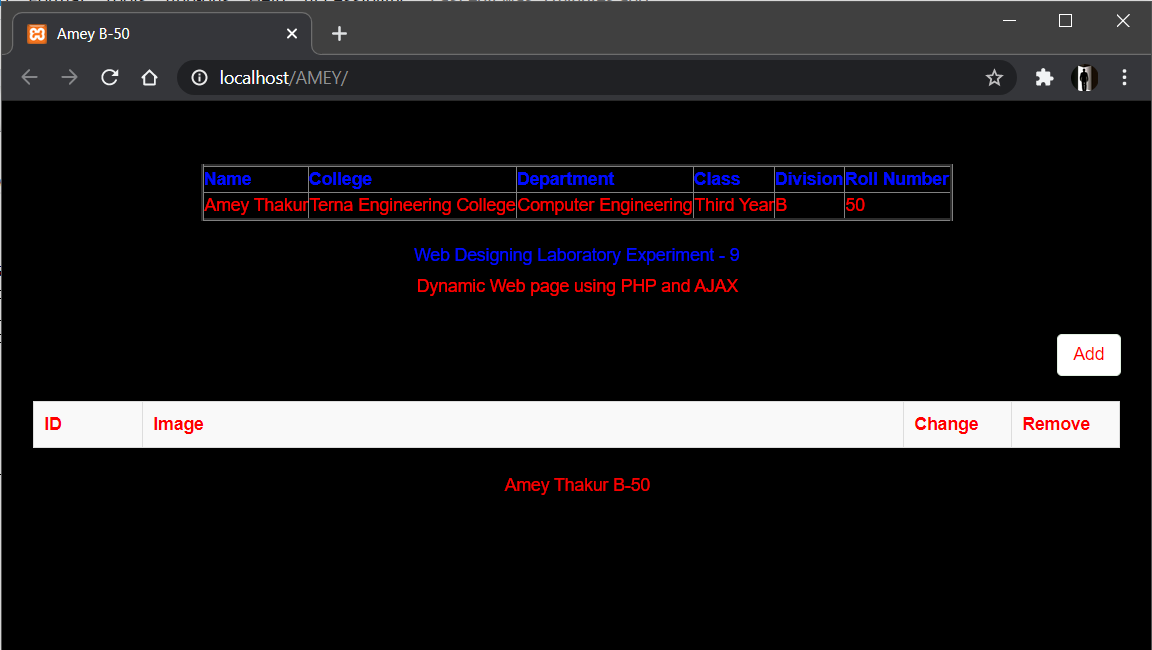 Amey B-50
localhost/AMEY/
Name College Department Class Division Roll Number
Amey Thakur Terna Engineering College Computer Engineering Third Year B 50
Web Designing Laboratory Experiment - 9
Dynamic Web page using PHP and AJAX
Add
ID Image Change Remove
Amey Thakur B-50